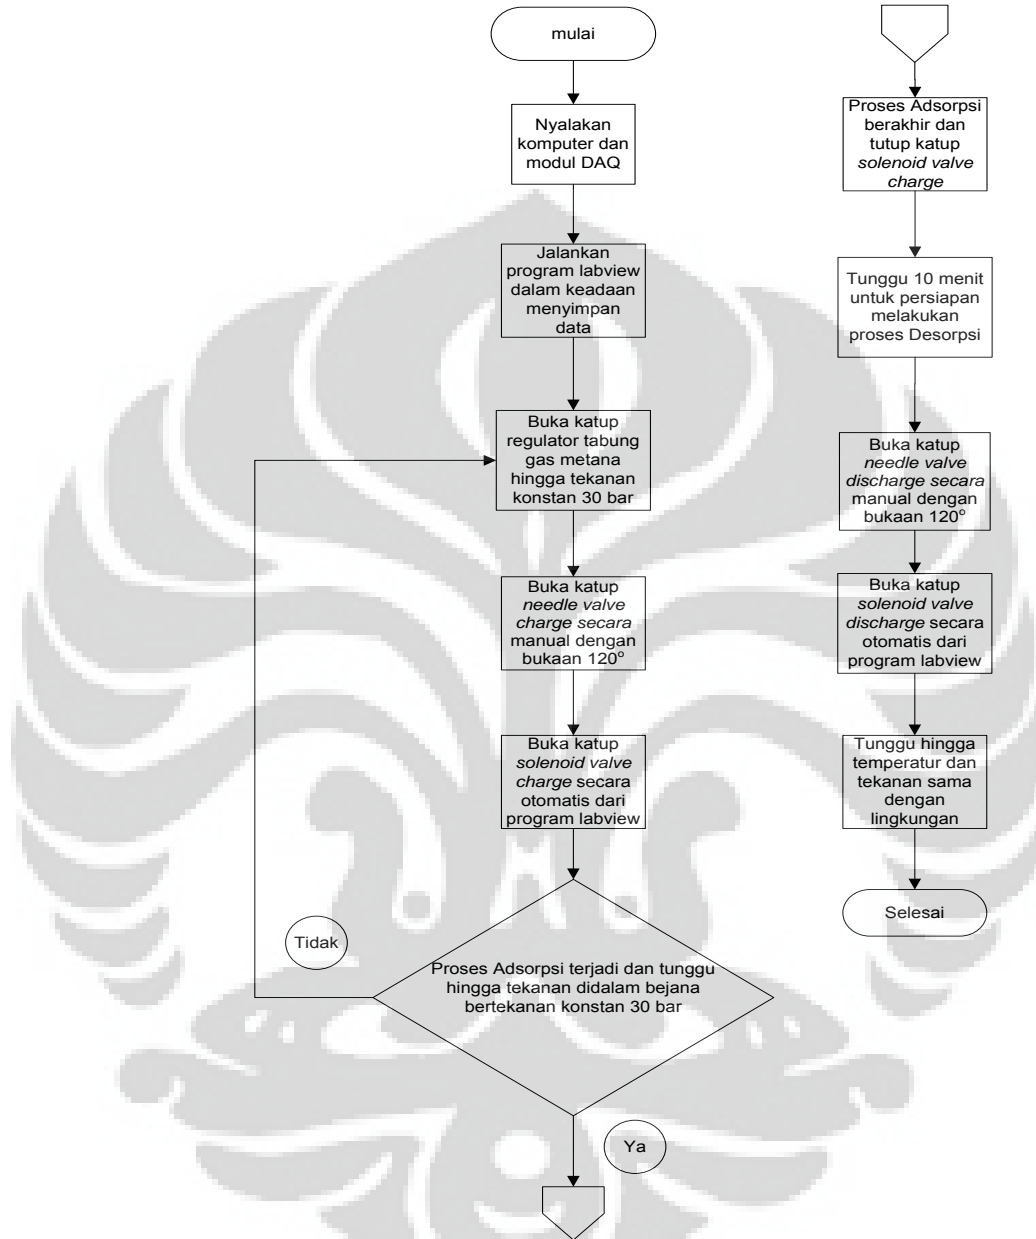 mulai
Nyalakan
komputer dan
modul DAQ
Jalankan
program labview
dalam keadaan
menyimpan
data
Buka katup
regulator tabung
gas metana
hingga tekanan
konstan 30 bar
Buka katup
needle valve
charge secara
manual dengan
bukaan 120°
Buka katup
solenoid valve
charge secara
otomatis dari
program labview
Tidak
Proses Adsorpsi terjadi dan tunggu
hingga tekanan didalam bejana
bertekanan konstan 30 bar
Ya
Proses Adsorpsi
berakhir dan
tutup katup
solenoid valve
charge
Tunggu 10 menit
untuk persiapan
melakukan
proses Desorpsi
Buka katup
needle valve
discharge secara
manual dengan
bukaan 120°
Buka katup
solenoid valve
discharge secara
otomatis dari
program labview
Tunggu hingga
temperatur dan
tekanan sama
dengan
lingkungan
Selesai